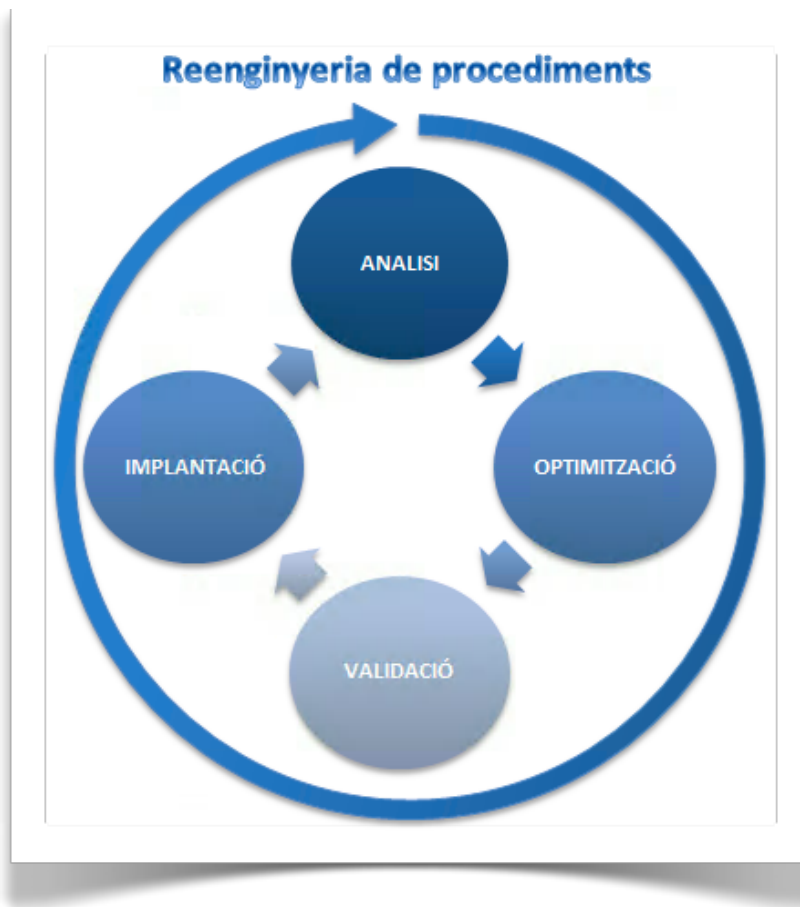 Reenginyeria de procediments
ANALISI
OPTIMITZACIÓ
VALIDACIÓ
IMPLANTACIÓ